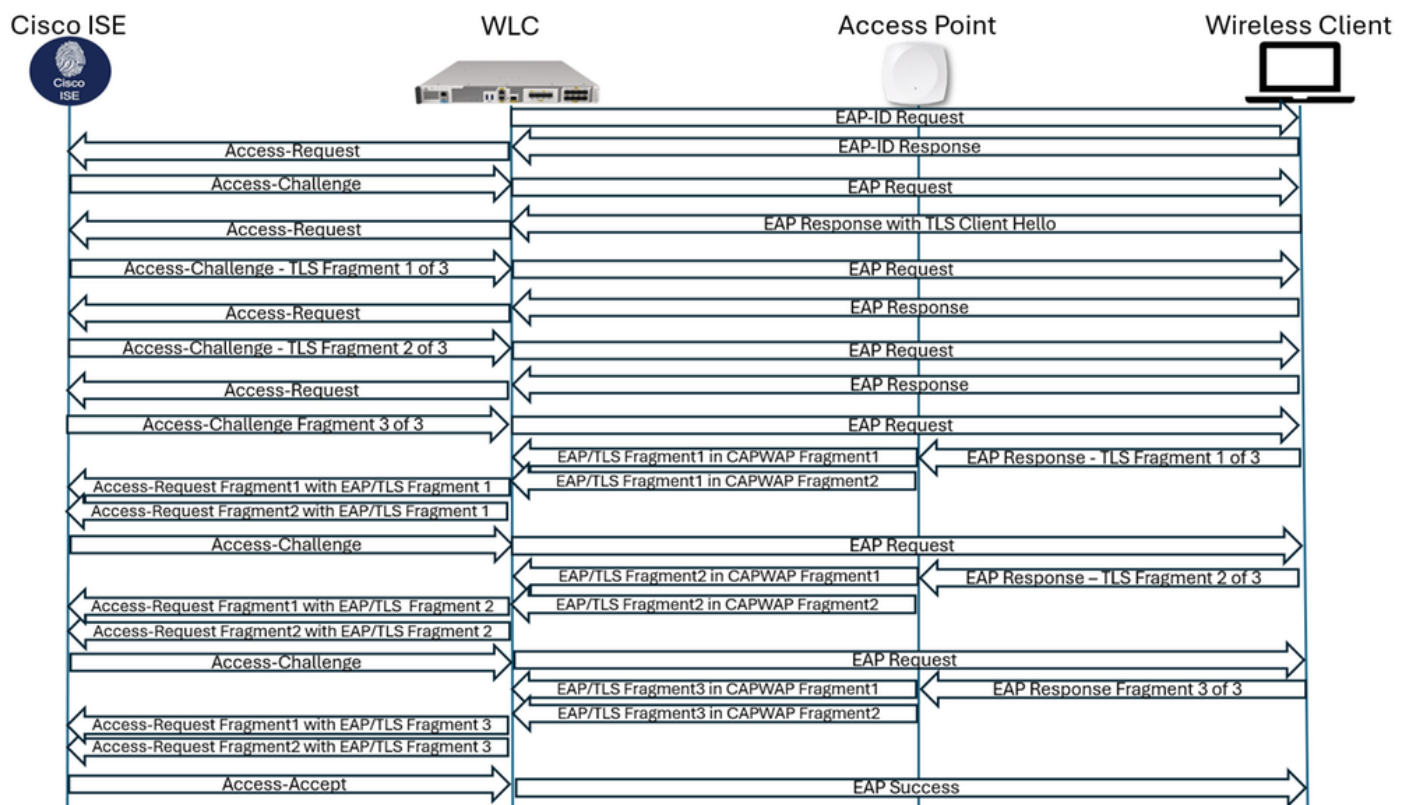 Cisco ISE
WLC
Access Point
Wireless Client
Cisco
ISE
EAP-ID Request
Access-Request
EAP-ID Response
Access-Challenge
EAP Request
Access-Request
EAP Response with TLS Client Hello
Access-Challenge - TLS Fragment 1 of 3
EAP Request
Access-Request
EAP Response
Access-Challenge - TLS Fragment 2 of 3
EAP Request
Access-Request
EAP Response
Access-Challenge Fragment 3 of 3
EAP Request
EAP/TLS Fragment1 in CAPWAP Fragment1
EAP Response - TLS Fragment 1 of 3
Access-Request Fragment1 with EAP/TLS Fragment 1
EAP/TLS Fragment1 in CAPWAP Fragment2
Access-Request Fragment2 with EAP/TLS Fragment 1
Access-Challenge
EAP Request
EAP/TLS Fragment2 in CAPWAP Fragment1
EAP Response – TLS Fragment 2 of 3
Access-Request Fragment1 with EAP/TLS Fragment 2
EAP/TLS Fragment2 in CAPWAP Fragment2
Access-Request Fragment2 with EAP/TLS Fragment 2
Access-Challenge
EAP Request
EAP/TLS Fragment3 in CAPWAP Fragment1
EAP Response Fragment 3 of 3
EAP/TLS Fragment3 in CAPWAP Fragment2
Access-Request Fragment1 with EAP/TLS Fragment 3
Access-Request Fragment2 with EAP/TLS Fragment 3
Access-Accept
EAP Success